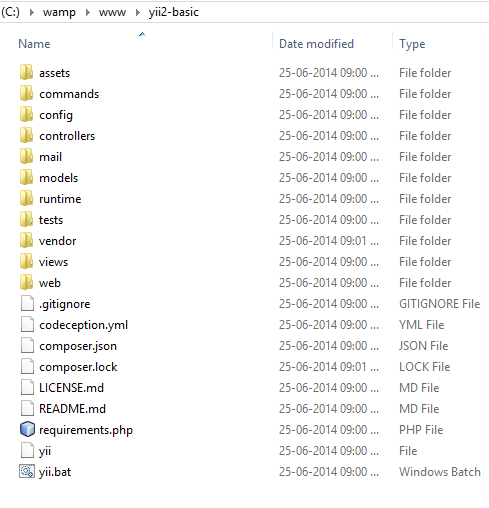 (C:) ▸ wamp ▸ www ▸ yii2-basic
Name Date modified Type
assets 25-06-2014 09:00 ... File folder
commands 25-06-2014 09:00 ... File folder
config 25-06-2014 09:00 ... File folder
controllers 25-06-2014 09:00 ... File folder
mail 25-06-2014 09:00 ... File folder
models 25-06-2014 09:00 ... File folder
runtime 25-06-2014 09:00 ... File folder
tests 25-06-2014 09:00 ... File folder
vendor 25-06-2014 09:01 ... File folder
views 25-06-2014 09:00 ... File folder
web 25-06-2014 09:00 ... File folder
.gitignore 25-06-2014 09:00 ... GITIGNORE File
codeception.yml 25-06-2014 09:00 ... YML File
composer.json 25-06-2014 09:00 ... JSON File
composer.lock 25-06-2014 09:01 ... LOCK File
LICENSE.md 25-06-2014 09:00 ... MD File
README.md 25-06-2014 09:00 ... MD File
requirements.php 25-06-2014 09:00 ... PHP File
yii 25-06-2014 09:00 ... File
yii.bat 25-06-2014 09:00 ... Windows Batch